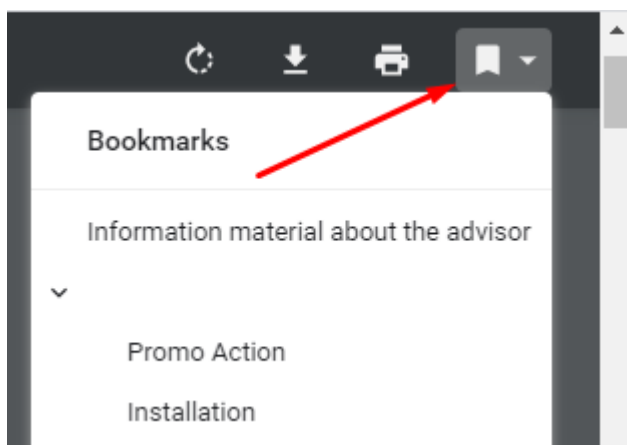 Bookmarks
Information material about the advisor
Promo Action
Installation